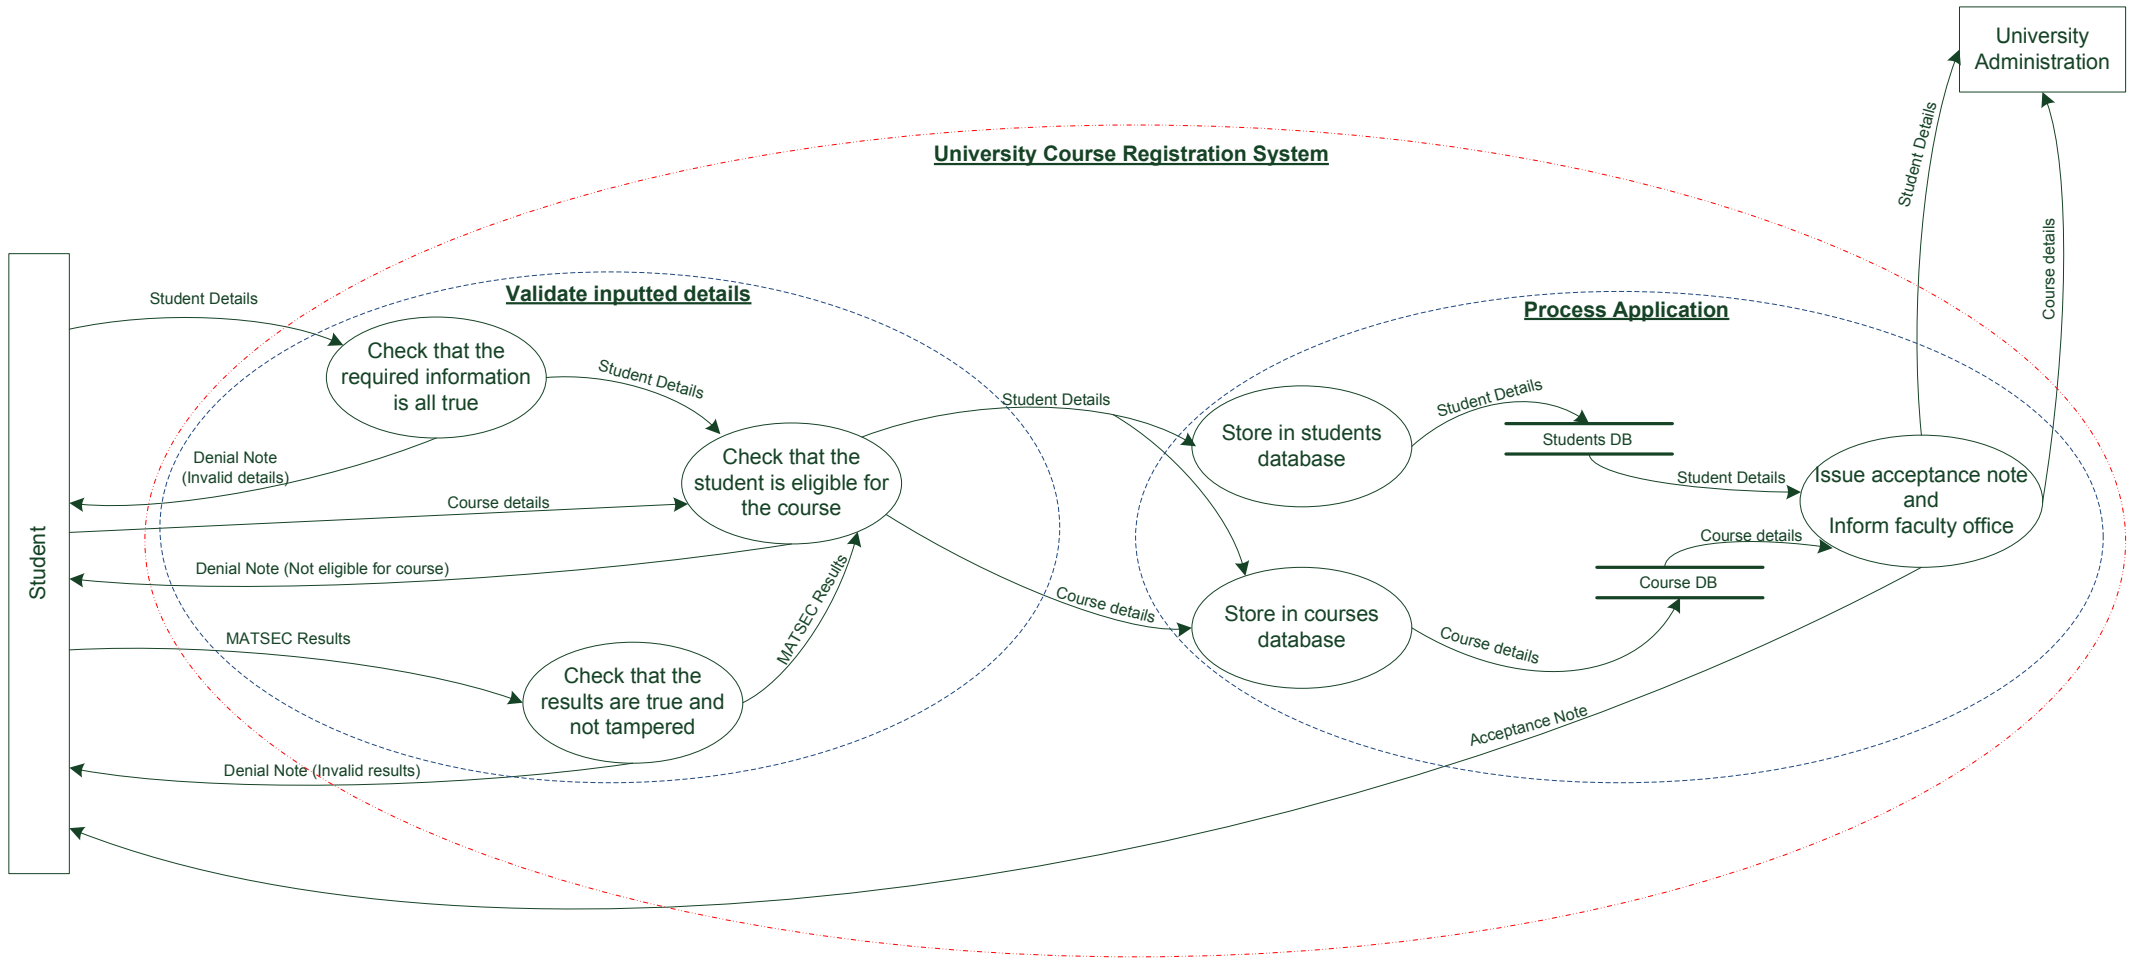 University
Administration
University Course Registration System
Student Details
Course details
Validate inputted details
Process Application
Student Details
Check that the
required information
is all true
Student Details
Student Details
Student Details
Denial Note
(Invalid details)
Course details
Check that the
student is eligible for
the course
Store in students
database
Students DB
Student Details
Issue acceptance note
and
Inform faculty office
Student
Denial Note (Not eligible for course)
MATSEC Results
Course details
Course details
Course DB
Store in courses
database
Course details
MATSEC Results
Check that the
results are true and
not tampered
Denial Note (Invalid results)
Acceptance Note